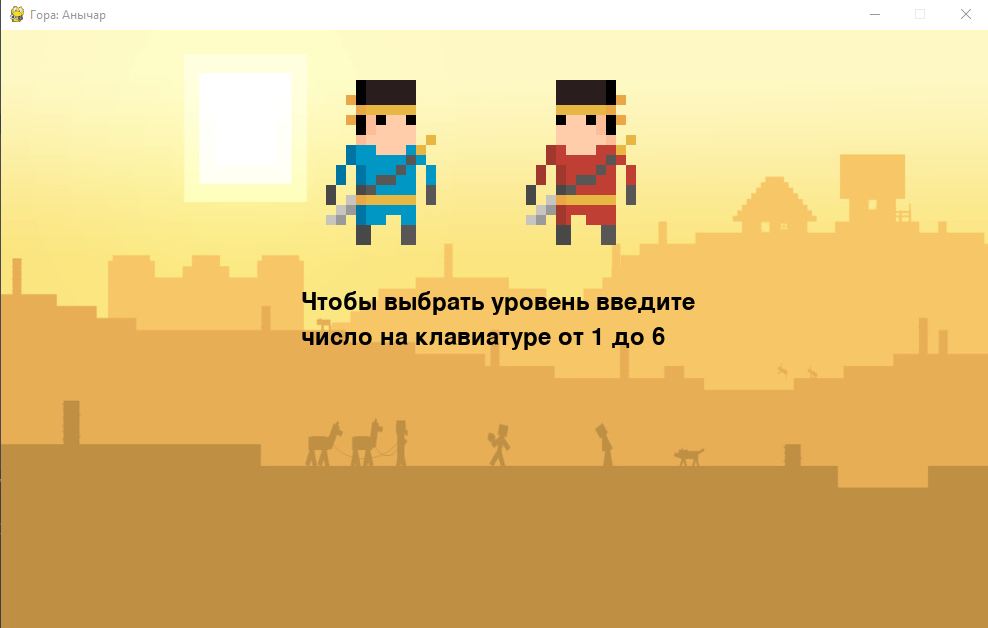 Гора: Анычар
Чтобы выбрать уровень введите
число на клавиатуре от 1 до 6